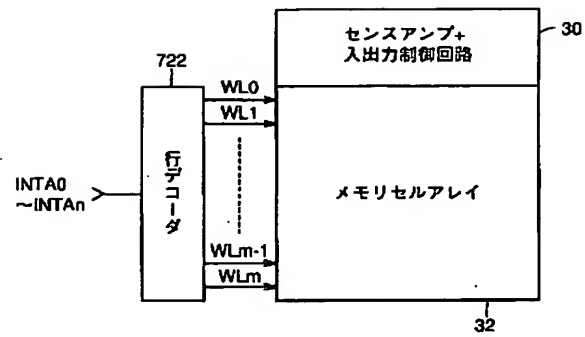 センスアンプ+
入出力制御回路
30
722
WL0
WL1
行デコーダ
INTA0
～INTAn
メモリセルアレイ
WLm-1
WLm
32